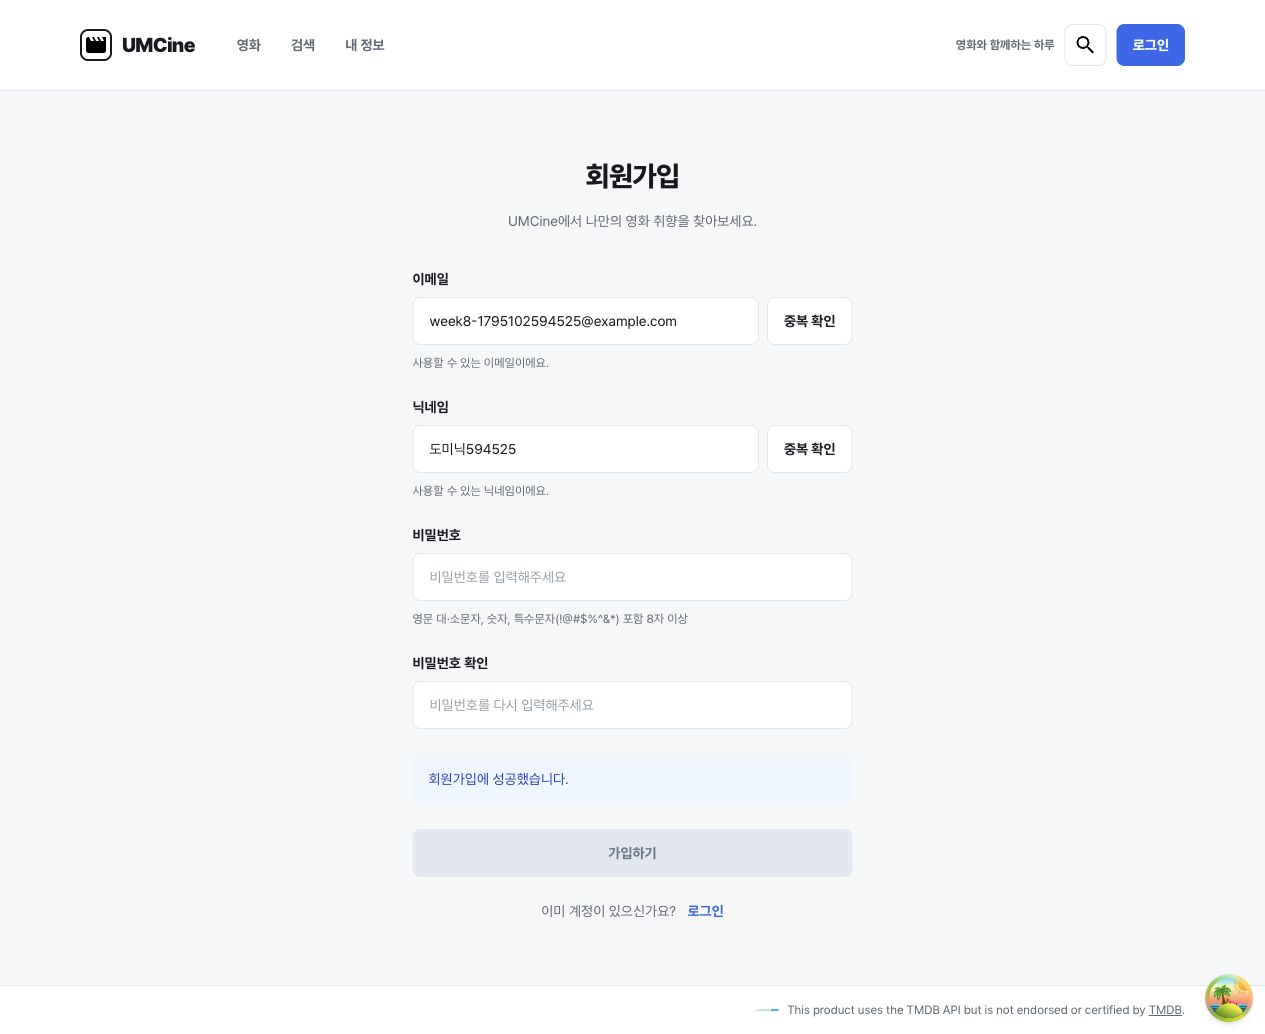 UMCine 영화 검색 내 정보 영화와 함께하는 하루 로그인
회원가입
UMCine에서 나만의 영화 취향을 찾아보세요.
이메일
week8-1795102594525@example.com 중복 확인
사용할 수 있는 이메일이에요.
닉네임
도미닉594525 중복 확인
사용할 수 있는 닉네임이에요.
비밀번호
비밀번호를 입력해주세요
영문 대·소문자, 숫자, 특수문자(!@#$%^&*) 포함 8자 이상
비밀번호 확인
비밀번호를 다시 입력해주세요
회원가입에 성공했습니다.
가입하기
이미 계정이 있으신가요? 로그인
This product uses the TMDB API but is not endorsed or certified by TMDB.